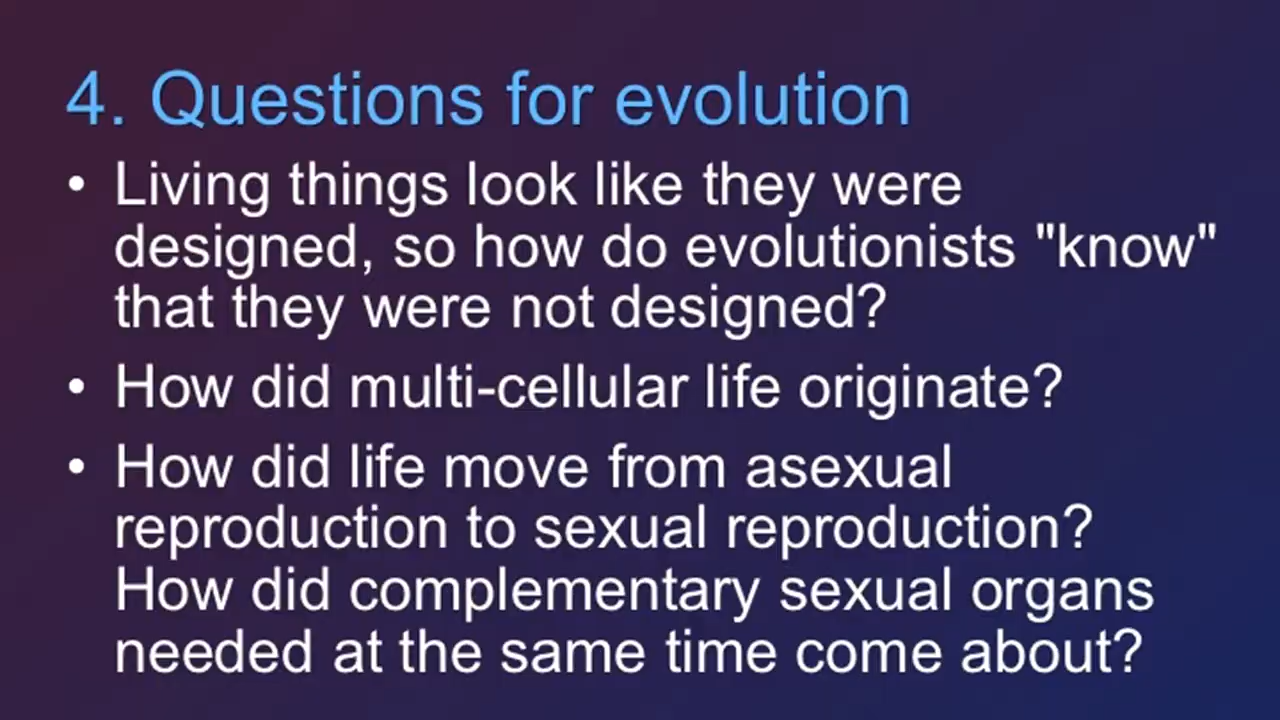 4. Questions for evolution
• Living things look like they were
designed, so how do evolutionists "know"
that they were not designed?
• How did multi-cellular life originate?
• How did life move from asexual
reproduction to sexual reproduction?
How did complementary sexual organs
needed at the same time come about?